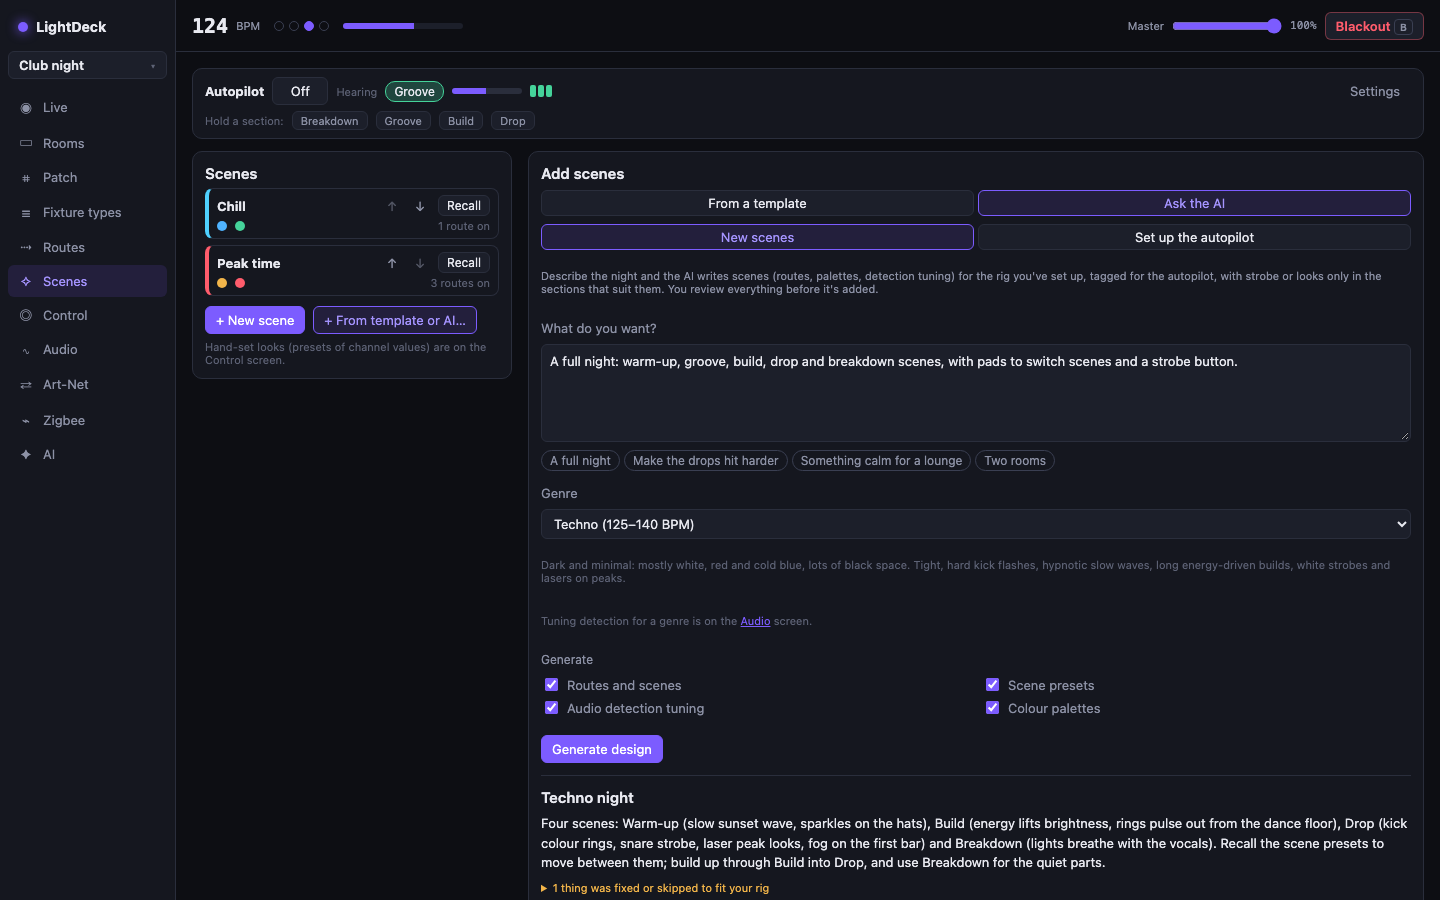 LightDeck
Club night
Live
Rooms
Patch
Fixture types
Routes
Scenes
Control
Audio
Art-Net
Zigbee
AI
124 BPM
Master 100% Blackout B
Autopilot Off Hearing Groove Settings
Hold a section: Breakdown Groove Build Drop
Scenes
Chill ↑ ↓ Recall
1 route on
Peak time ↑ ↓ Recall
3 routes on
+ New scene + From template or AI...
Hand-set looks (presets of channel values) are on the
Control screen.
Add scenes
From a template Ask the AI
New scenes Set up the autopilot
Describe the night and the AI writes scenes (routes, palettes, detection tuning) for the rig you've set up, tagged for the autopilot, with strobe or looks only in the
sections that suit them. You review everything before it's added.
What do you want?
A full night: warm-up, groove, build, drop and breakdown scenes, with pads to switch scenes and a strobe button.
A full night Make the drops hit harder Something calm for a lounge Two rooms
Genre
Techno (125–140 BPM)
Dark and minimal: mostly white, red and cold blue, lots of black space. Tight, hard kick flashes, hypnotic slow waves, long energy-driven builds, white strobes and
lasers on peaks.
Tuning detection for a genre is on the Audio screen.
Generate
Routes and scenes Scene presets
Audio detection tuning Colour palettes
Generate design
Techno night
Four scenes: Warm-up (slow sunset wave, sparkles on the hats), Build (energy lifts brightness, rings pulse out from the dance floor), Drop (kick
colour rings, snare strobe, laser peak looks, fog on the first bar) and Breakdown (lights breathe with the vocals). Recall the scene presets to
move between them; build up through Build into Drop, and use Breakdown for the quiet parts.
1 thing was fixed or skipped to fit your rig